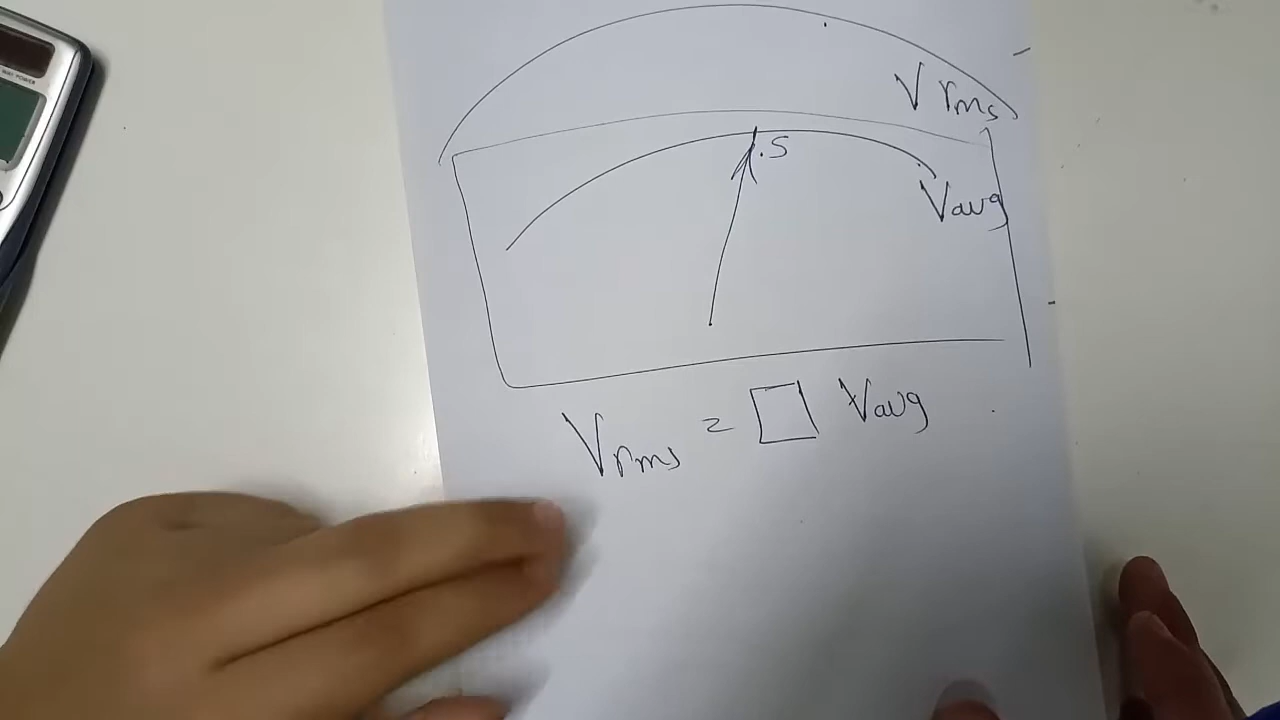 V rms
.5
Vavg
Vrms = □ Vavg